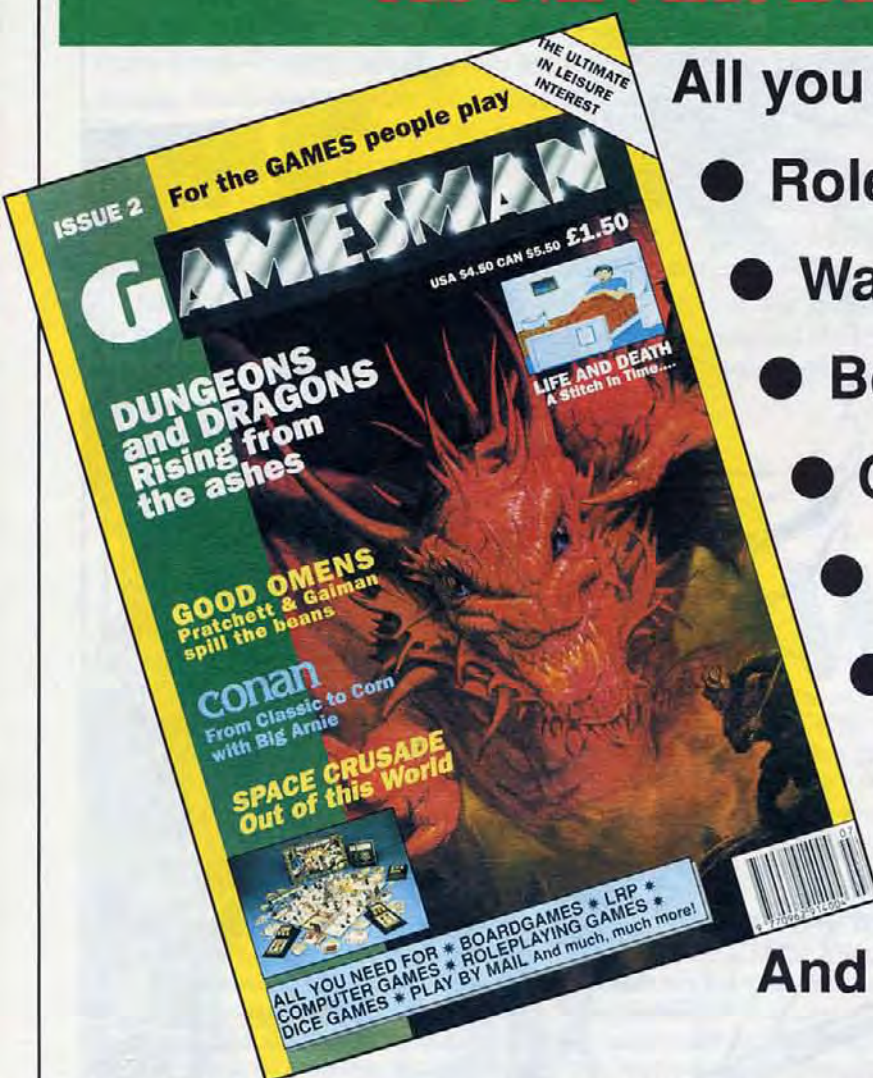 All you
● Role
● Wa
● B
And
THE ULTIMATE
IN LEISURE
INTEREST
For the GAMES people play
ISSUE 2
GAMESMAN
USA $4.50 CAN $5.50 £1.50
DUNGEONS
and DRAGONS
Rising from
the ashes
LIFE AND DEATH
A Stitch In Time....
GOOD OMENS
Pratchett & Gaiman
spill the beans
conan
From Classic to Corn
with Big Arnie
SPACE CRUSADE
Out of this World
ALL YOU NEED FOR * BOARDGAMES * LRP *
COMPUTER GAMES * ROLEPLAYING GAMES *
DICE GAMES * PLAY BY MAIL And much, much more!
07
9 770962 914004